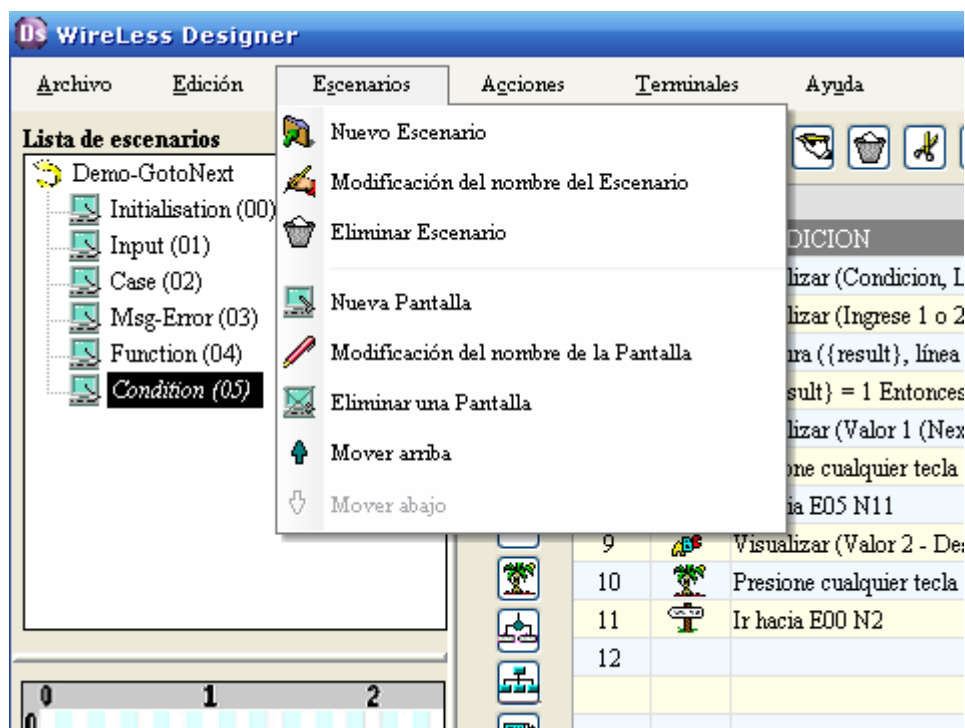 Ds WireLess Designer
Archivo Edición Escenarios Acciones Terminales Ayuda
Lista de escenarios
Demo-GotoNext
Initialisation (00)
Input (01)
Case (02)
Msg-Error (03)
Function (04)
Condition (05)
Nuevo Escenario
Modificación del nombre del Escenario
Eliminar Escenario
Nueva Pantalla
Modificación del nombre de la Pantalla
Eliminar una Pantalla
Mover arriba
Mover abajo
DICION
lizar (Condicion, L
lizar (Ingrese 1 o 2
ura ({result}, línea
sult} = 1 Entonces
lizar (Valor 1 (Nex
one cualquier tecla
ia E05 N11
9 Visualizar (Valor 2 - De
10 Presione cualquier tecla
11 Ir hacia E00 N2
12
0 1 2
0